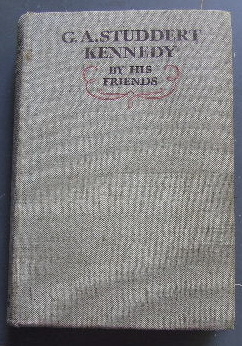 G.A.STUDDERT
KENNEDY
BY HIS
FRIENDS